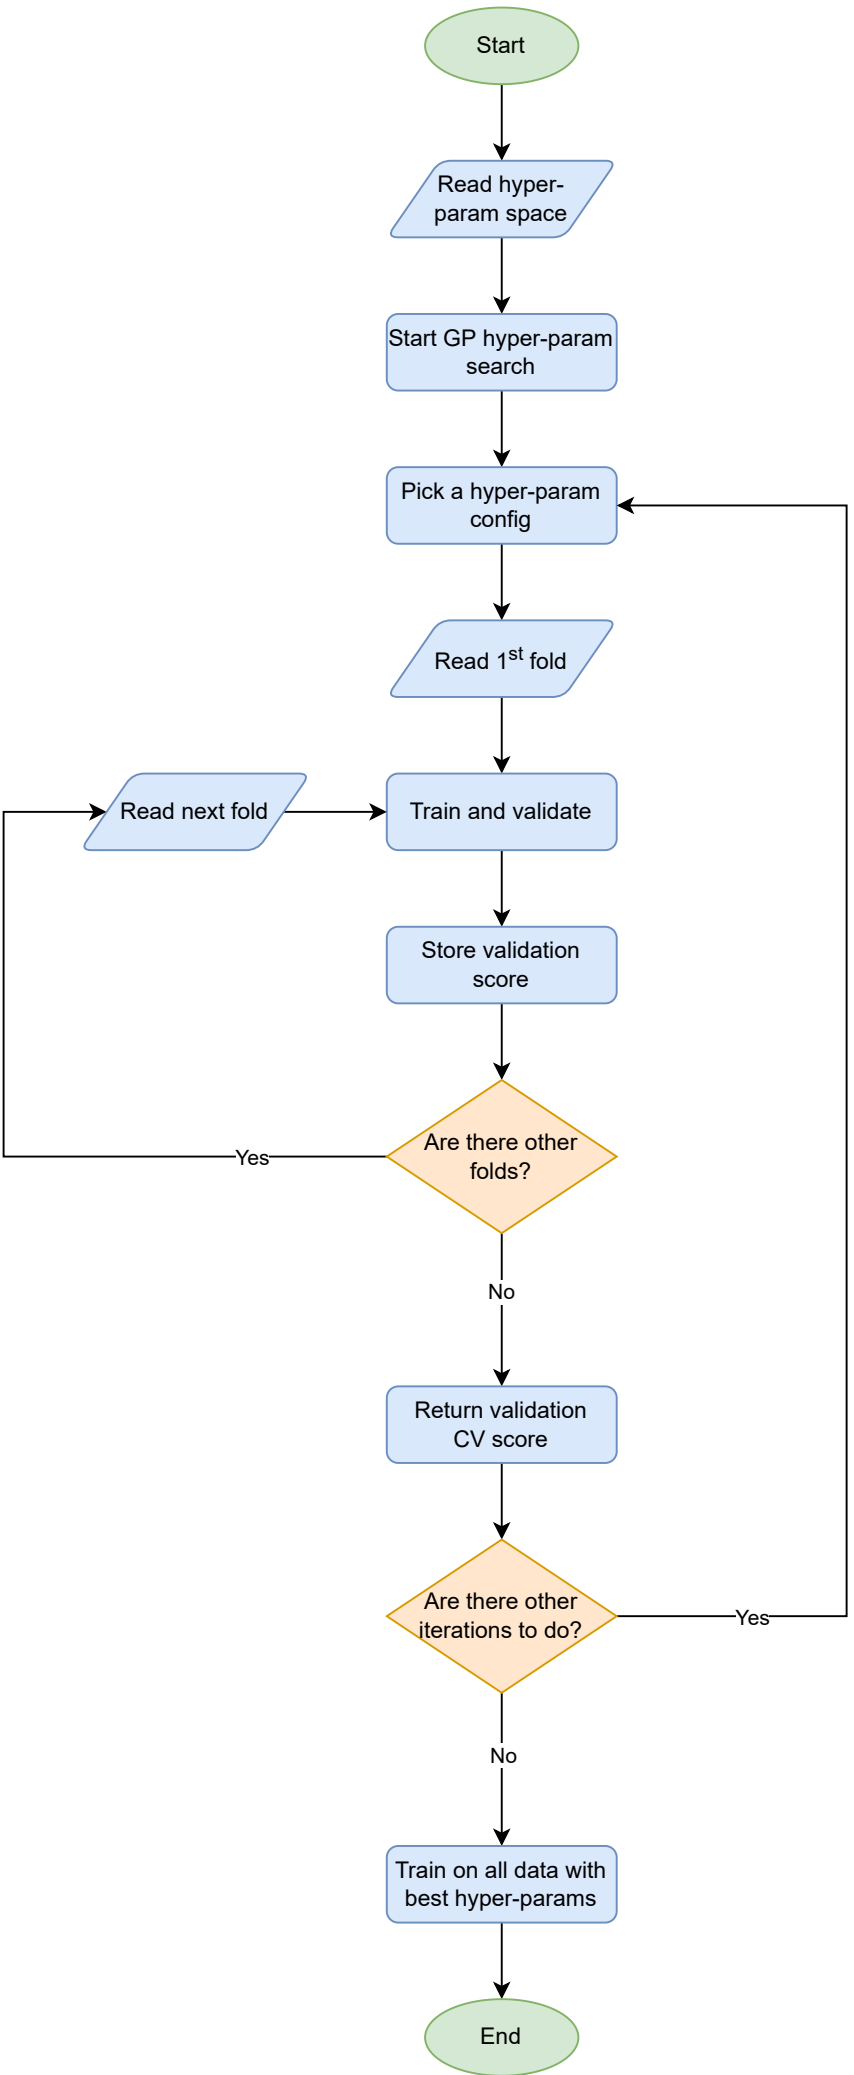 Start
Read hyper-
param space
Start GP hyper-param
search
Pick a hyper-param
config
Read 1st fold
Read next fold
Train and validate
Store validation
score
Are there other
folds?
Yes
No
Return validation
CV score
Are there other
iterations to do?
Yes
No
Train on all data with
best hyper-params
End